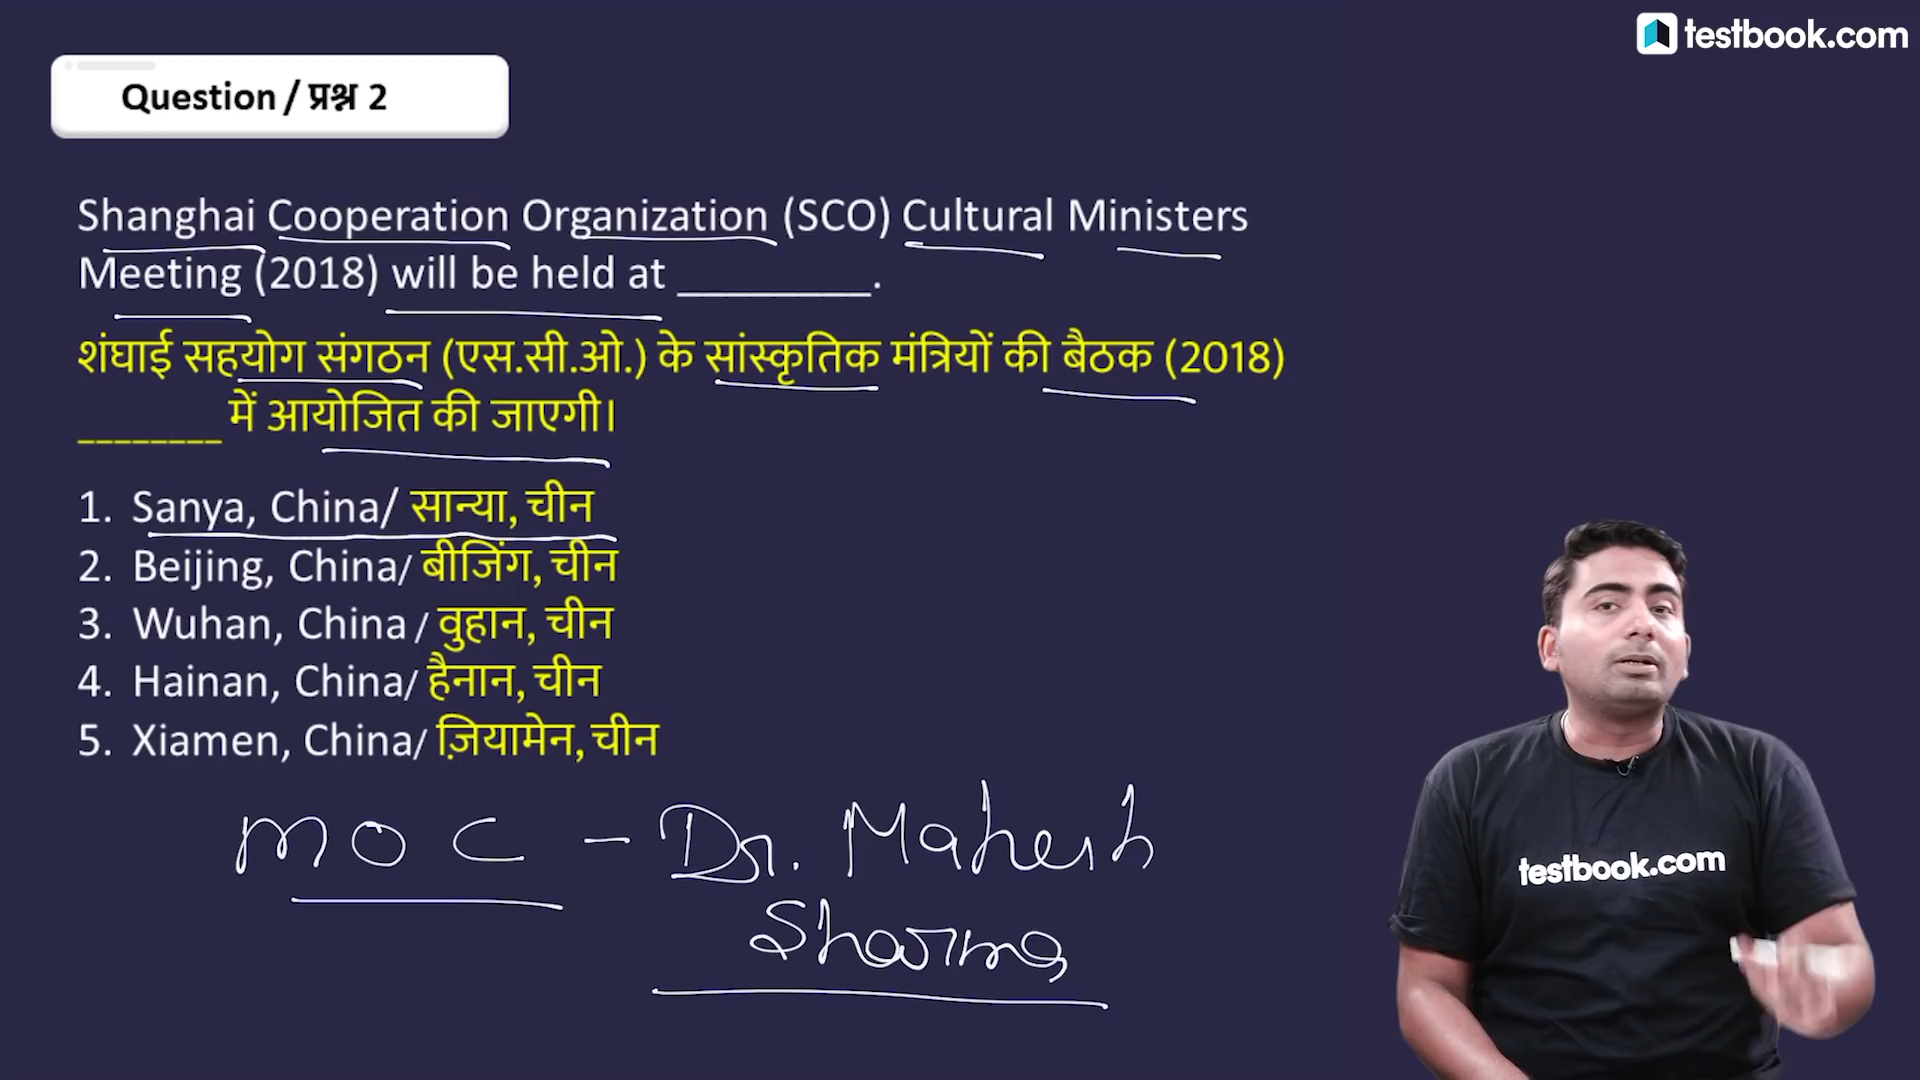 testbook.com
Question / प्रश्न 2
Shanghai Cooperation Organization (SCO) Cultural Ministers
Meeting (2018) will be held at _________.
शंघाई सहयोग संगठन (एस.सी.ओ.) के सांस्कृतिक मंत्रियों की बैठक (2018)
________ में आयोजित की जाएगी।
1. Sanya, China/ सान्या, चीन
2. Beijing, China/ बीजिंग, चीन
3. Wuhan, China / वुहान, चीन
4. Hainan, China/ हैनान, चीन
5. Xiamen, China/ ज़ियामेन, चीन
MOC - Dr. Mahesh
Sharma
testbook.com